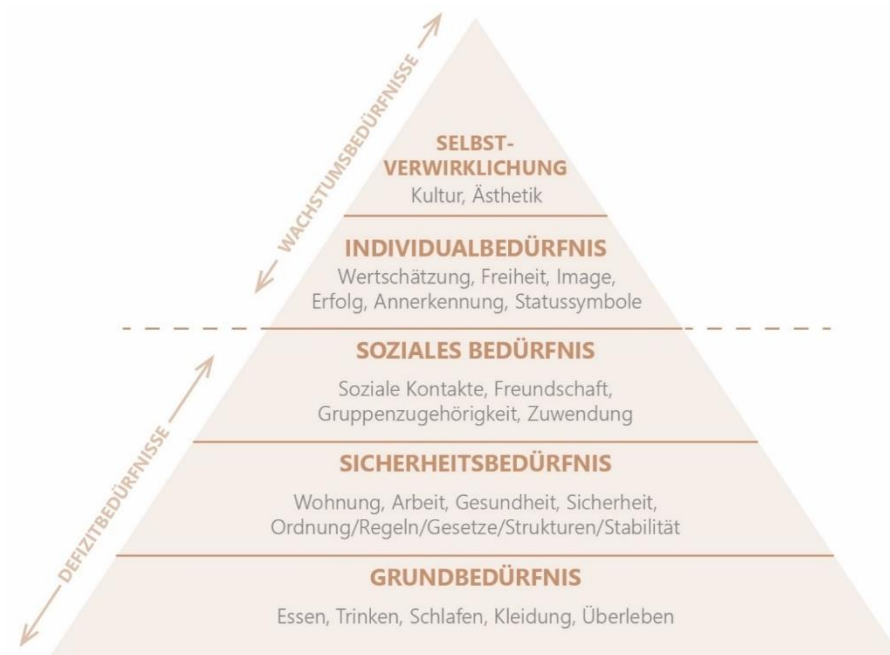 WACHSTUMSBEDÜRFNISSE
SELBST-
VERWIRKLICHUNG
Kultur, Ästhetik
INDIVIDUALBEDÜRFNIS
Wertschätzung, Freiheit, Image,
Erfolg, Annerkennung, Statussymbole
DEFIZITBEDÜRFNISSE
SOZIALES BEDÜRFNIS
Soziale Kontakte, Freundschaft,
Gruppenzugehörigkeit, Zuwendung
SICHERHEITSBEDÜRFNIS
Wohnung, Arbeit, Gesundheit, Sicherheit,
Ordnung/Regeln/Gesetze/Strukturen/Stabilität
GRUNDBEDÜRFNIS
Essen, Trinken, Schlafen, Kleidung, Überleben